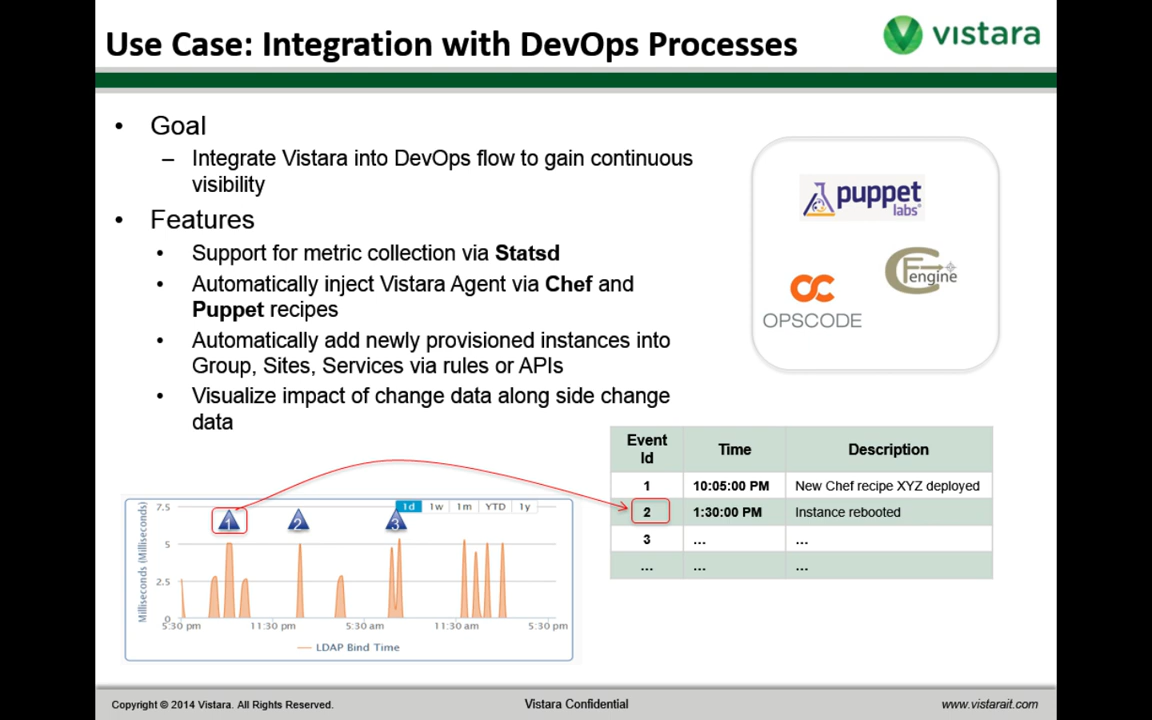 Use Case: Integration with DevOps Processes
vistara
• Goal
– Integrate Vistara into DevOps flow to gain continuous
visibility
• Features
• Support for metric collection via Statsd
• Automatically inject Vistara Agent via Chef and
Puppet recipes
• Automatically add newly provisioned instances into
Group, Sites, Services via rules or APIs
• Visualize impact of change data along side change
data
puppet
labs®
CFengine
OPSCODE
Event Id Time Description
1 10:05:00 PM New Chef recipe XYZ deployed
2 1:30:00 PM Instance rebooted
3 ... ...
... ... ...
1d 1w 1m YTD 1y
1 2 3
Milliseconds (Milliseconds)
7.5
5
2.5
0
5:30 pm 11:30 pm 5:30 am 11:30 am 5:30 pm
LDAP Bind Time
Copyright © 2014 Vistara. All Rights Reserved. Vistara Confidential www.vistarait.com